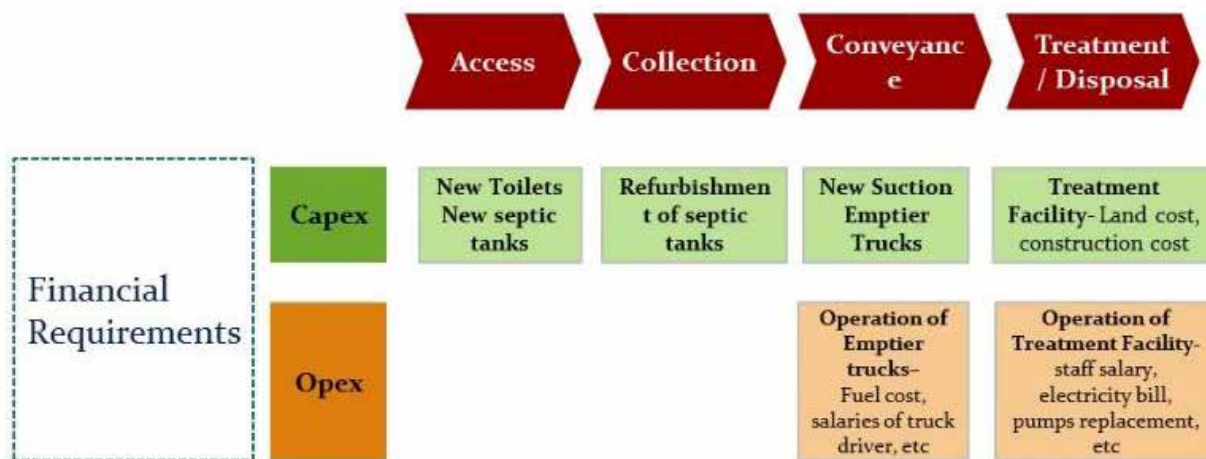 Access
Collection
Conveyanc
e
Treatment
/ Disposal
Financial
Requirements
Capex
New Toilets
New septic
tanks
Refurbishmen
t of septic
tanks
New Suction
Emptier
Trucks
Treatment
Facility- Land cost,
construction cost
Opex
Operation of
Emptier
trucks–
Fuel cost,
salaries of truck
driver, etc
Operation of
Treatment Facility-
staff salary,
electricity bill,
pumps replacement,
etc